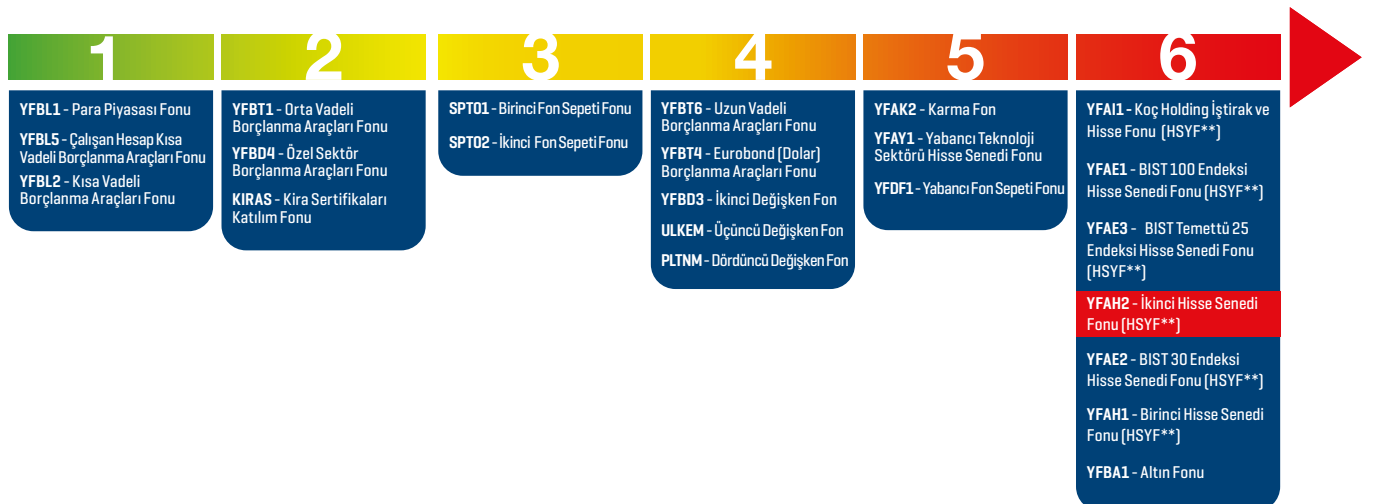 1
YFBL1 - Para Piyasası Fonu
YFBL5 - Çalışan Hesap Kısa
Vadeli Borçlanma Araçları Fonu
YFBL2 - Kısa Vadeli
Borçlanma Araçları Fonu
2
YFBT1 - Orta Vadeli
Borçlanma Araçları Fonu
YFBD4 - Özel Sektör
Borçlanma Araçları Fonu
KIRAS - Kira Sertifikaları
Katılım Fonu
3
SPT01 - Birinci Fon Sepeti Fonu
SPT02 - İkinci Fon Sepeti Fonu
4
YFBT6 - Uzun Vadeli
Borçlanma Araçları Fonu
YFBT4 - Eurobond (Dolar)
Borçlanma Araçları Fonu
YFBD3 - İkinci Değişken Fon
ULKEM - Üçüncü Değişken Fon
PLTNM - Dördüncü Değişken Fon
5
YFAK2 - Karma Fon
YFAY1 - Yabancı Teknoloji
Sektörü Hisse Senedi Fonu
YFDF1 - Yabancı Fon Sepeti Fonu
6
YFAI1 - Koç Holding İştirak ve
Hisse Fonu (HSYF**)
YFAE1 - BIST 100 Endeksi
Hisse Senedi Fonu (HSYF**)
YFAE3 - BIST Temettü 25
Endeksi Hisse Senedi Fonu
(HSYF**)
YFAH2 - İkinci Hisse Senedi
Fonu (HSYF**)
YFAE2 - BIST 30 Endeksi
Hisse Senedi Fonu (HSYF**)
YFAH1 - Birinci Hisse Senedi
Fonu (HSYF**)
YFBA1 - Altın Fonu